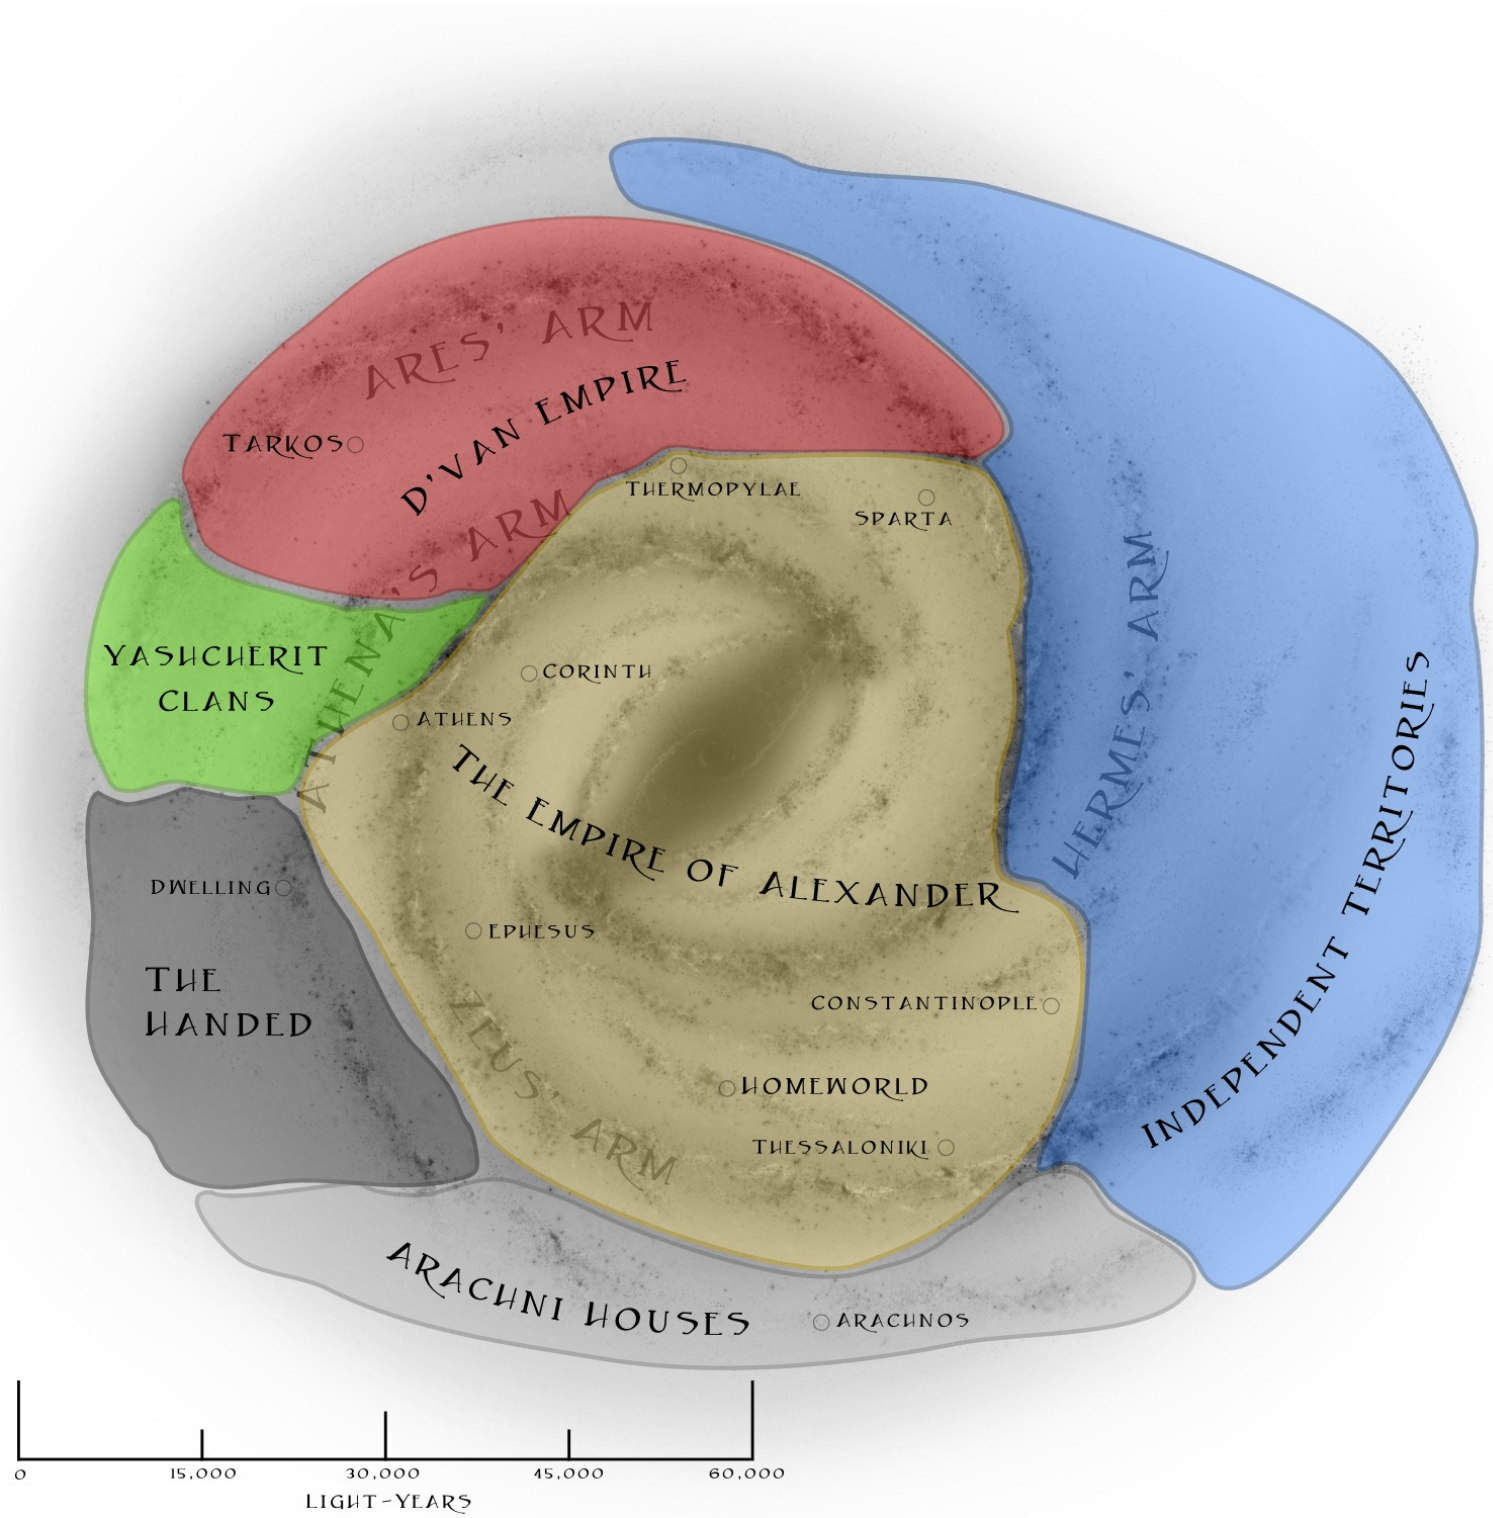 ARES' ARM
D'VAN EMPIRE
TARKOS
ATHENA'S ARM
THERMOPYLAE
SPARTA
YASHCHERIT
CLANS
CORINTH
ATHENS
THE EMPIRE OF ALEXANDER
HERMES' ARM
INDEPENDENT TERRITORIES
DWELLING
THE
HANDED
EPHESUS
ZEUS' ARM
CONSTANTINOPLE
HOMEWORLD
THESSALONIKI
ARACHNI HOUSES
ARACHNOS
0 15,000 30,000 45,000 60,000
LIGHT-YEARS